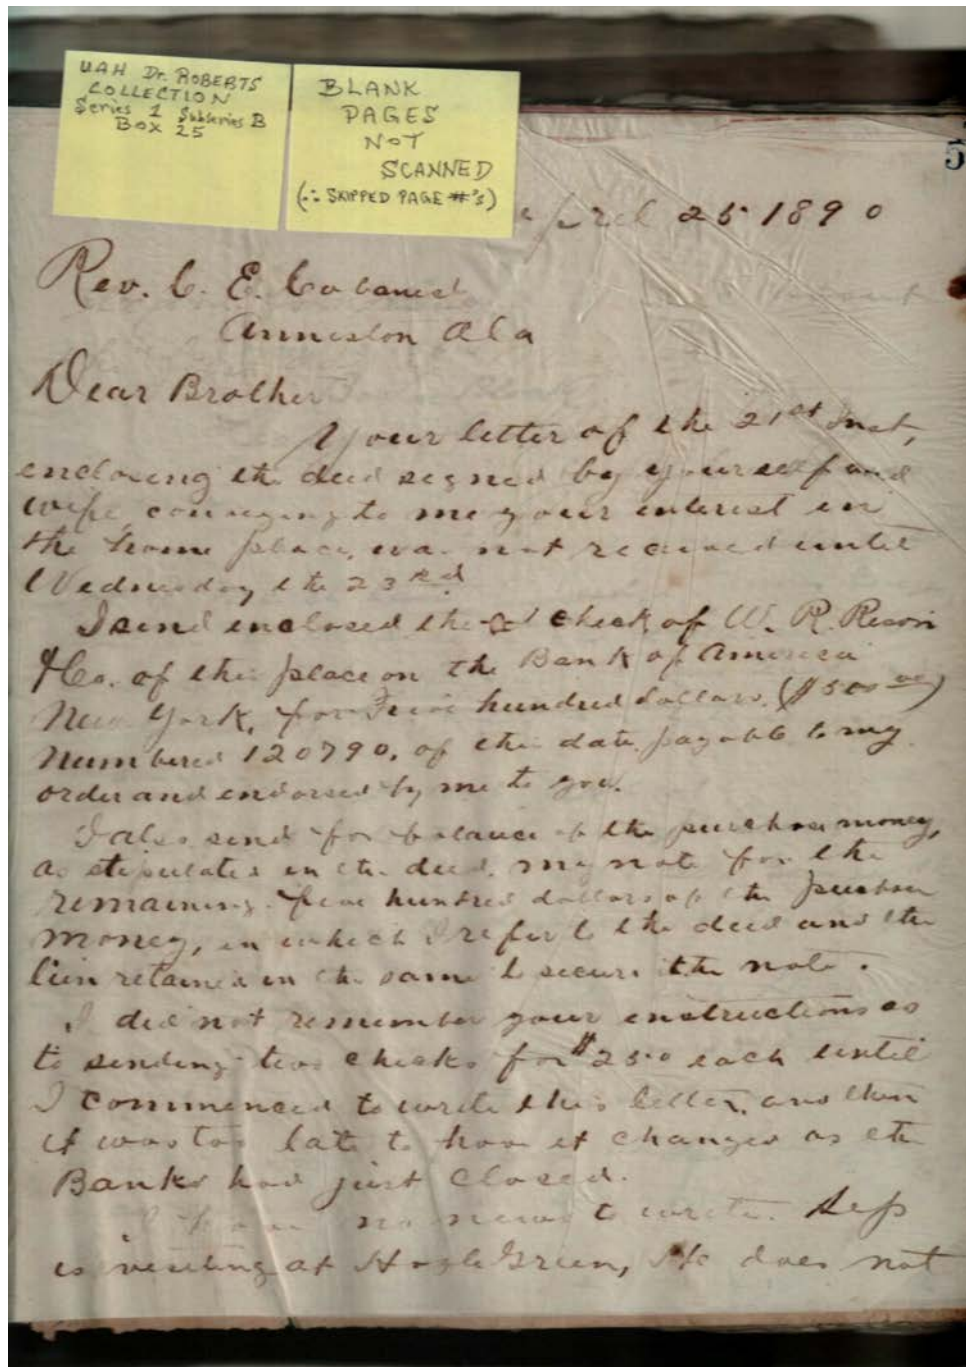 UAH Dr. ROBERTS
COLLECTION
Series 1 Subseries B
Box 25
BLANK
PAGES
NOT
SCANNED
(∴ SKIPPED PAGE #'s)
5
April 25 1890
Rev. C. E. Cabaniss
Anniston Ala
Dear Brother
Your letter of the 21st Inst,
enclosing the deed signed by yourself and
wife, conveying to me your interest in
the home place, was not received until
Wednesday the 23rd
I send enclosed the check of W. R. Rison
& Co. of this place on the Bank of America
New York, for Five hundred dollars, ($500 00)
Numbered 120790, of this date, payable to my
order and endorsed by me to you.
I also send for balance of the purchase money,
as stipulated in the deed, my note for the
remaining five hundred dollars of the purchase
money, in which I refer to the deed and the
lien retained in the same to secure the note.
I did not remember your instructions as
to sending two checks for $250 each until
I commenced to write this letter, and then
it was too late to have it changed as the
Banks had just closed.
I have no news to write. Sep
is visiting at Hazle Green, He does not